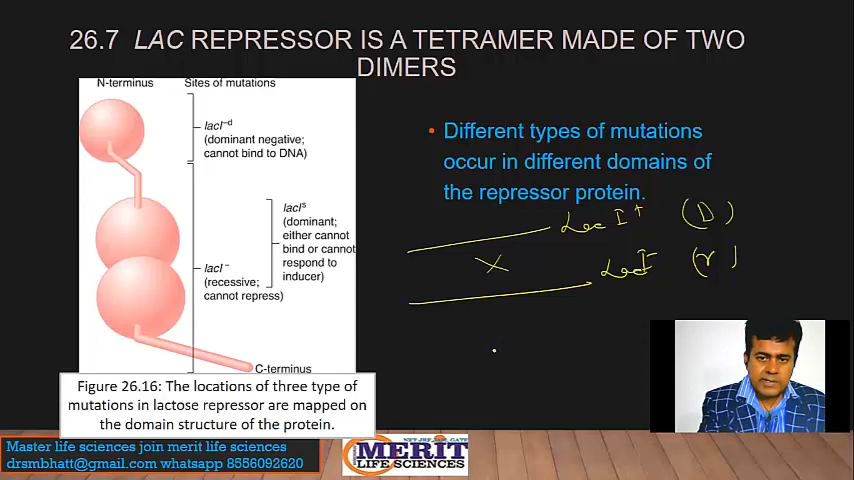 26.7 LAC REPRESSOR IS A TETRAMER MADE OF TWO
DIMERS
N-terminus Sites of mutations
lacI⁻ᵈ
(dominant negative;
cannot bind to DNA)
lacIˢ
(dominant;
either cannot
bind or cannot
respond to
inducer)
lacI⁻
(recessive;
cannot repress)
C-terminus
Figure 26.16: The locations of three type of
mutations in lactose repressor are mapped on
the domain structure of the protein.
• Different types of mutations
occur in different domains of
the repressor protein.
Lac I⁺ (D)
X
Lac I⁻ (r)
Master life sciences join merit life sciences
drsmbhatt@gmail.com whatsapp 8556092620
MERIT
LIFE SCIENCES